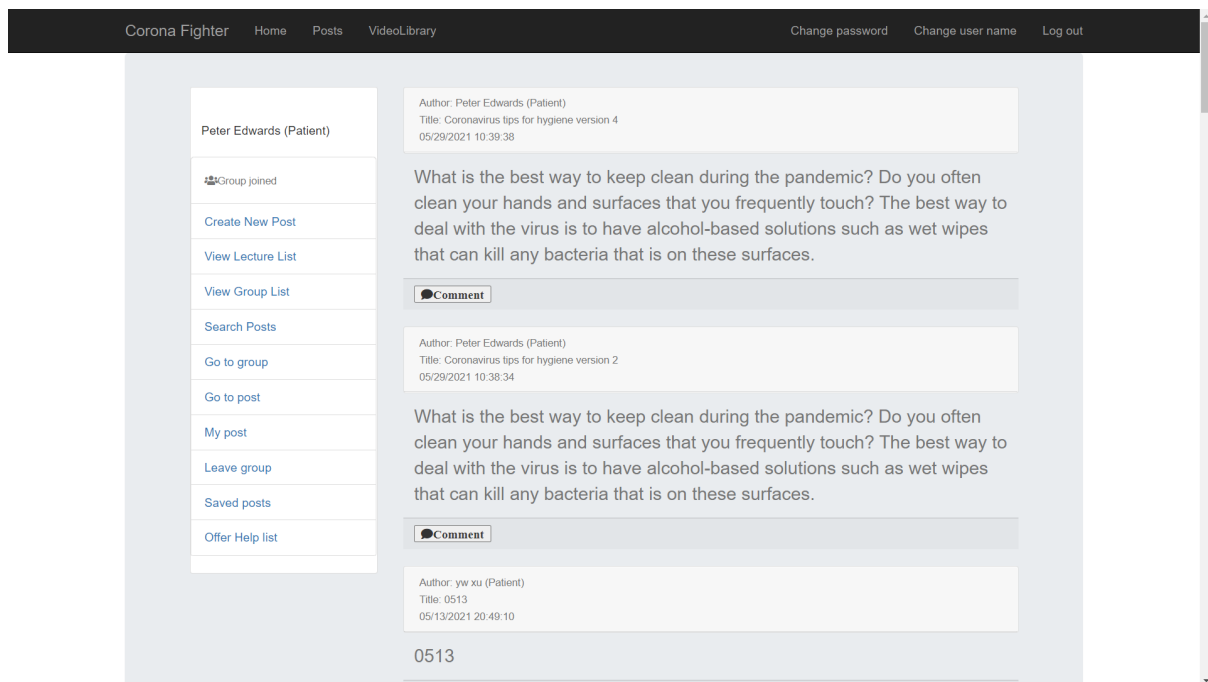 Corona Fighter Home Posts VideoLibrary Change password Change user name Log out
Peter Edwards (Patient)
Group joined
Create New Post
View Lecture List
View Group List
Search Posts
Go to group
Go to post
My post
Leave group
Saved posts
Offer Help list
Author: Peter Edwards (Patient)
Title: Coronavirus tips for hygiene version 4
05/29/2021 10:39:38
What is the best way to keep clean during the pandemic? Do you often
clean your hands and surfaces that you frequently touch? The best way to
deal with the virus is to have alcohol-based solutions such as wet wipes
that can kill any bacteria that is on these surfaces.
Comment
Author: Peter Edwards (Patient)
Title: Coronavirus tips for hygiene version 2
05/29/2021 10:38:34
What is the best way to keep clean during the pandemic? Do you often
clean your hands and surfaces that you frequently touch? The best way to
deal with the virus is to have alcohol-based solutions such as wet wipes
that can kill any bacteria that is on these surfaces.
Comment
Author: yw xu (Patient)
Title: 0513
05/13/2021 20:49:10
0513